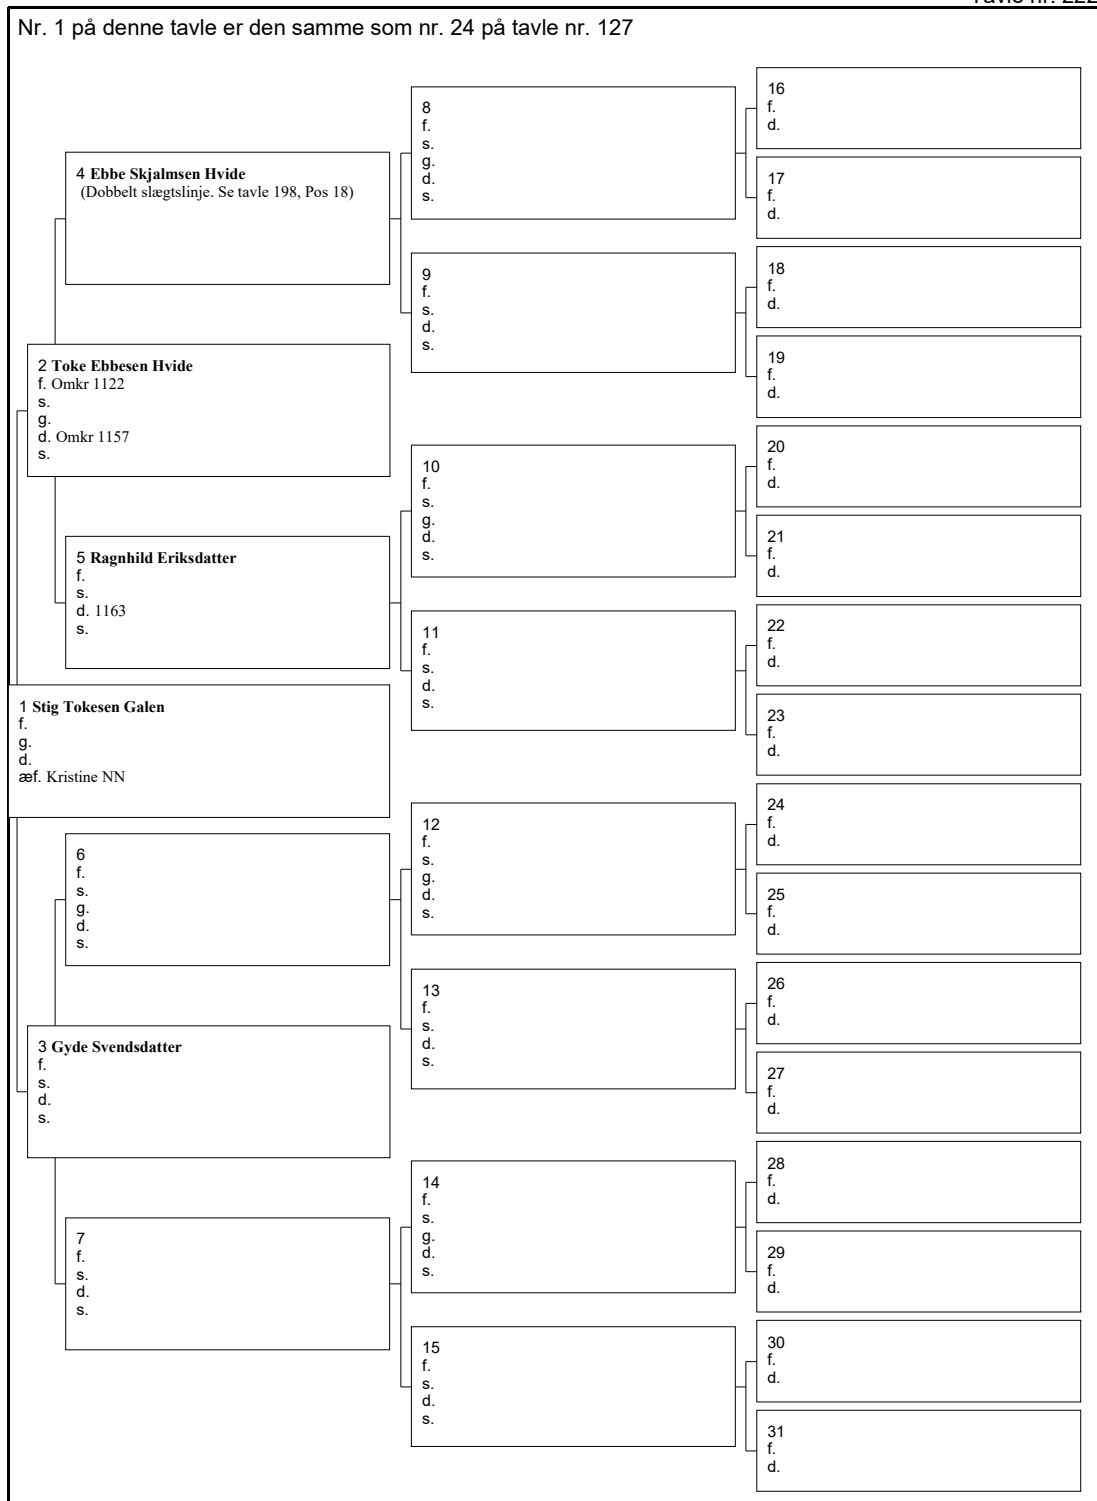 Tavle nr. 222
Nr. 1 på denne tavle er den samme som nr. 24 på tavle nr. 127
4 Ebbe Skjalmsen Hvide
(Dobbelt slægtslinje. Se tavle 198, Pos 18)
2 Toke Ebbesen Hvide
f. Omkr 1122
s.
g.
d. Omkr 1157
s.
5 Ragnhild Eriksdatter
f.
s.
d. 1163
s.
1 Stig Tokesen Galen
f.
g.
d.
æf. Kristine NN
6
f.
s.
g.
d.
s.
3 Gyde Svendsdatter
f.
s.
d.
s.
7
f.
s.
d.
s.
8
f.
s.
g.
d.
s.
9
f.
s.
d.
s.
10
f.
s.
g.
d.
s.
11
f.
s.
d.
s.
12
f.
s.
g.
d.
s.
13
f.
s.
d.
s.
14
f.
s.
g.
d.
s.
15
f.
s.
d.
s.
16
f.
d.
17
f.
d.
18
f.
d.
19
f.
d.
20
f.
d.
21
f.
d.
22
f.
d.
23
f.
d.
24
f.
d.
25
f.
d.
26
f.
d.
27
f.
d.
28
f.
d.
29
f.
d.
30
f.
d.
31
f.
d.